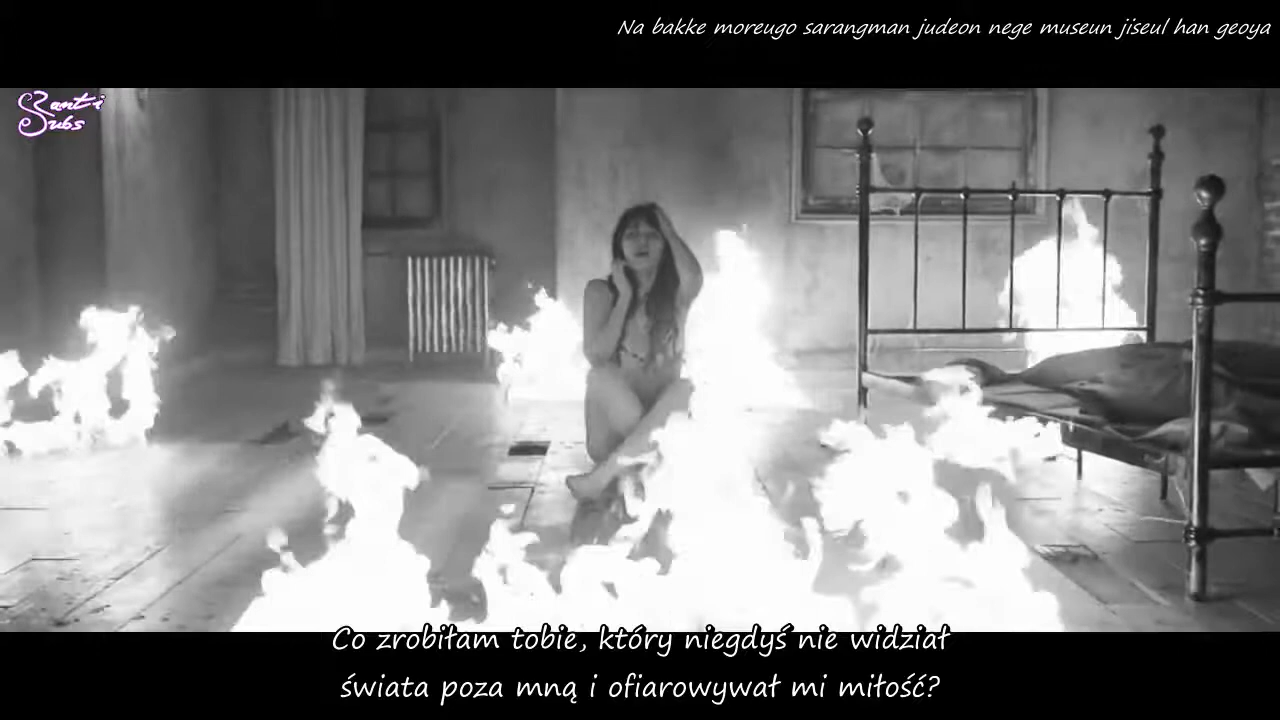 Na bakke moreugo sarangman judeon nege museun jiseul han geoya
Santi
Subs
Co zrobiłam tobie, który niegdyś nie widział
świata poza mną i ofiarowywał mi miłość?